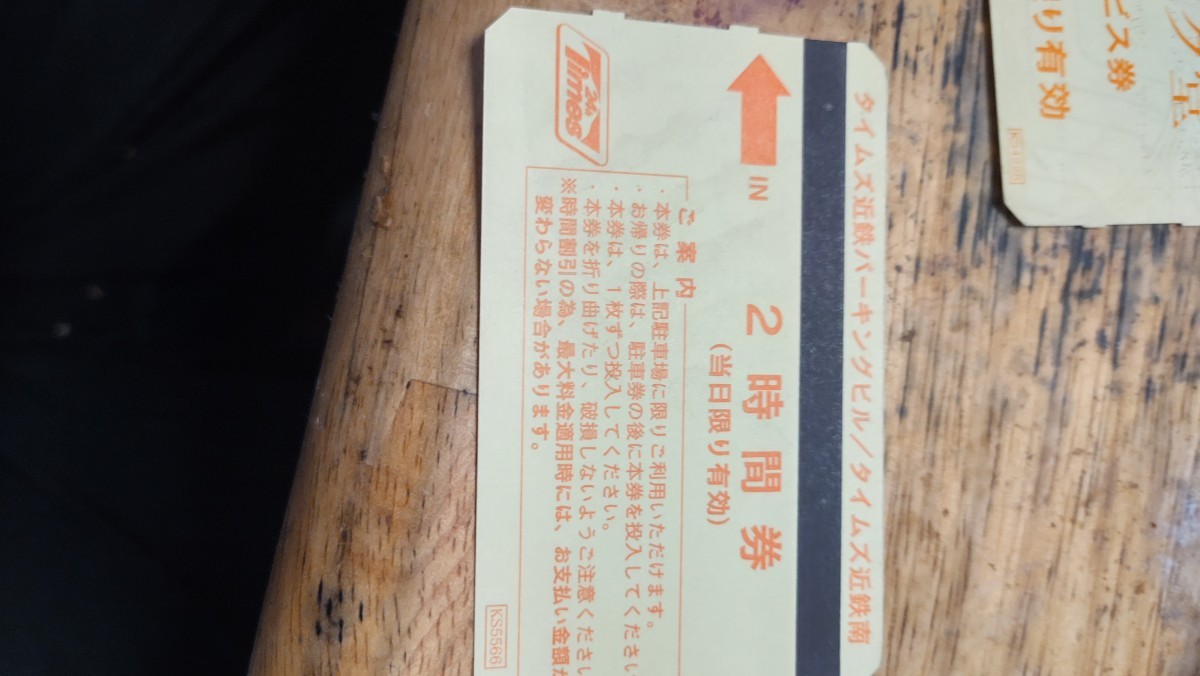 タイムズ近鉄パーキングビル/タイムズ近鉄南
IN
2時間券
(当日限り有効)
Times 24h
ご案内
・本券は、上記駐車場に限りご利用いただけます。
・お帰りの際は、駐車券の後に本券を投入してください
・本券は、1枚ずつ投入してください。
・本券を折り曲げたり、破損しないようご注意ください
※時間割引の為、最大料金適用時には、お支払い金額が
変わらない場合があります。
KS5566
ビス券
り有効